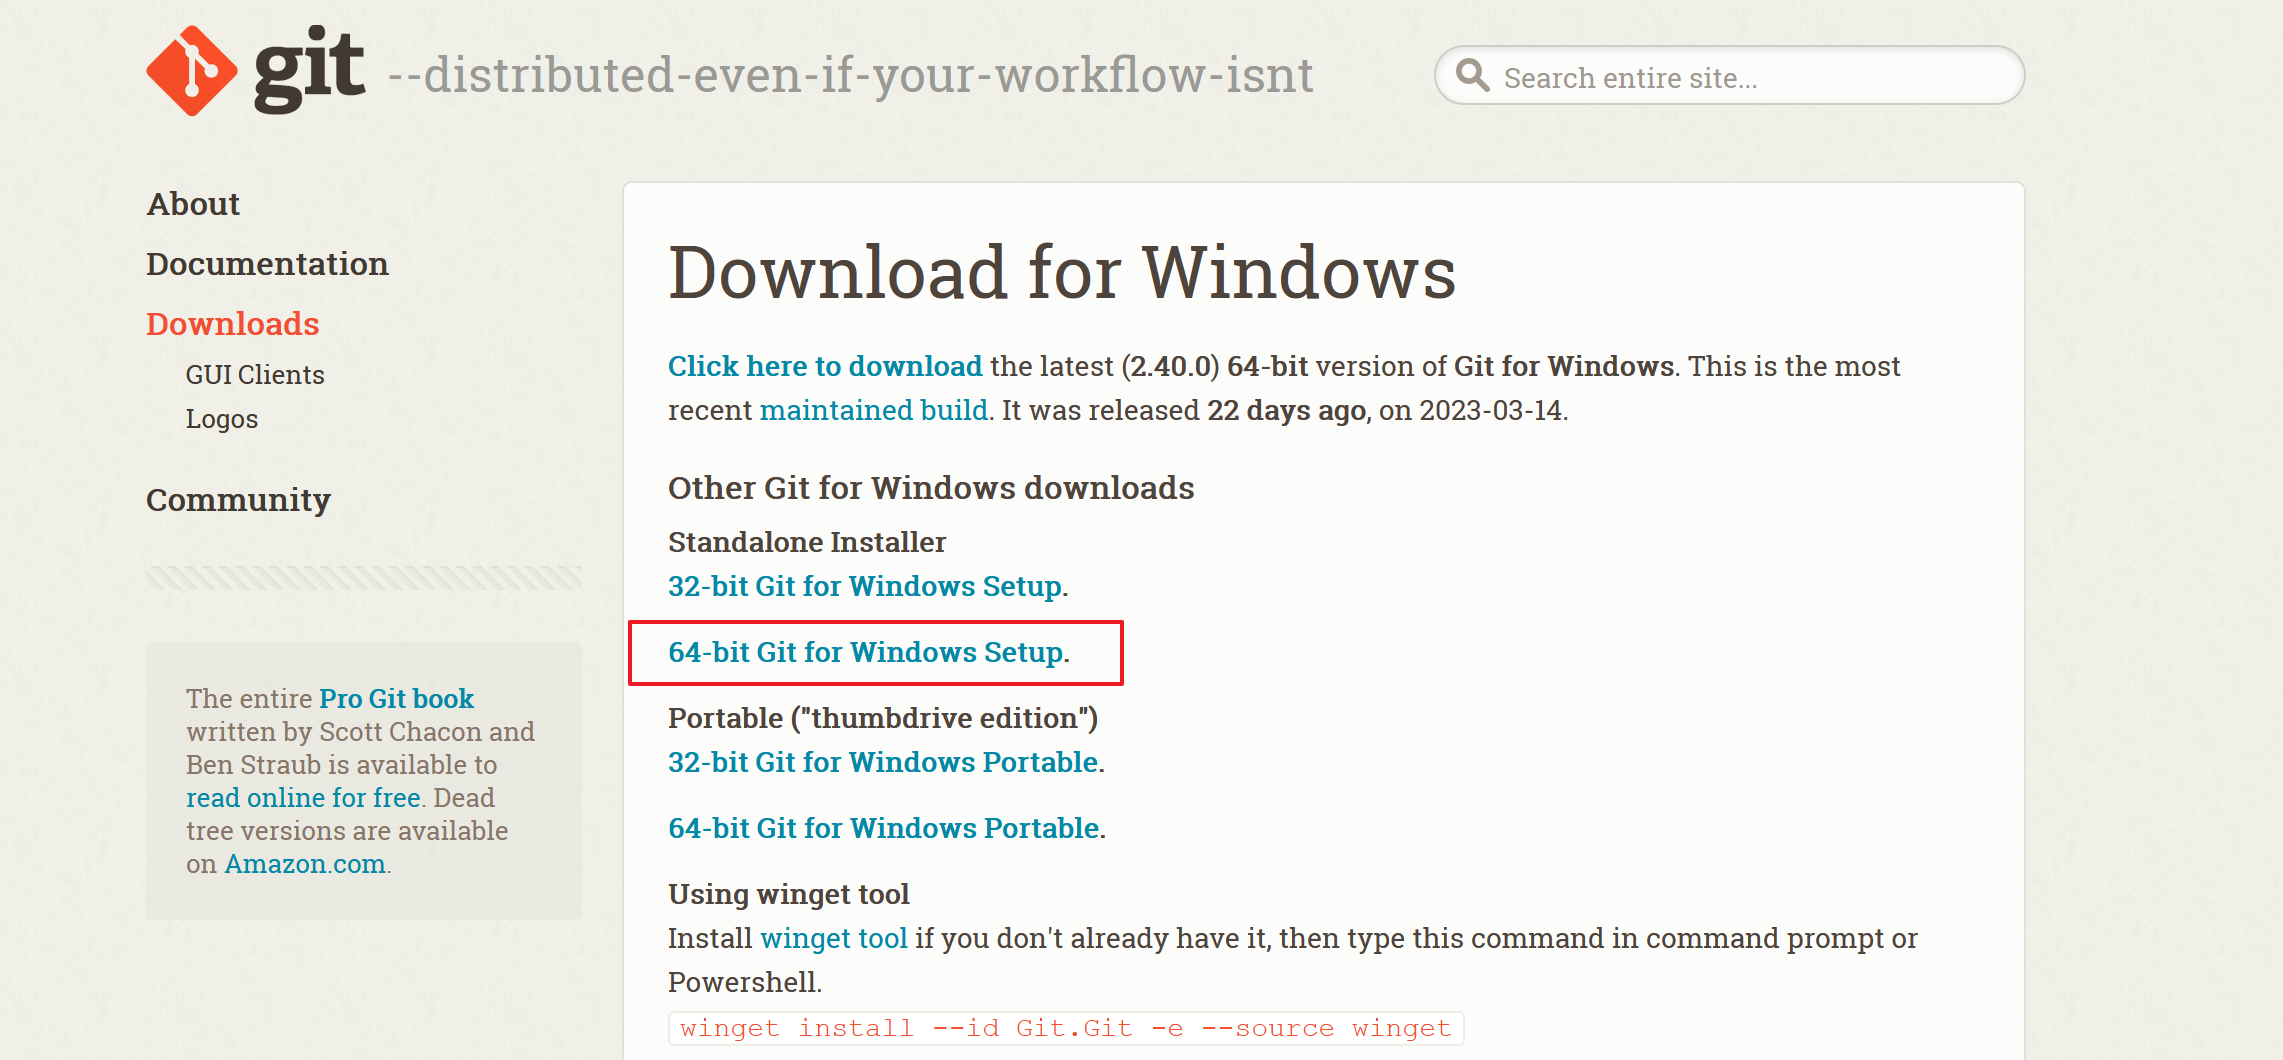 git --distributed-even-if-your-workflow-isnt
Search entire site...
About
Documentation
Downloads
GUI Clients
Logos
Community
The entire Pro Git book
written by Scott Chacon and
Ben Straub is available to
read online for free. Dead
tree versions are available
on Amazon.com.
Download for Windows
Click here to download the latest (2.40.0) 64-bit version of Git for Windows. This is the most
recent maintained build. It was released 22 days ago, on 2023-03-14.
Other Git for Windows downloads
Standalone Installer
32-bit Git for Windows Setup.
64-bit Git for Windows Setup.
Portable ("thumbdrive edition")
32-bit Git for Windows Portable.
64-bit Git for Windows Portable.
Using winget tool
Install winget tool if you don't already have it, then type this command in command prompt or
Powershell.
winget install --id Git.Git -e --source winget